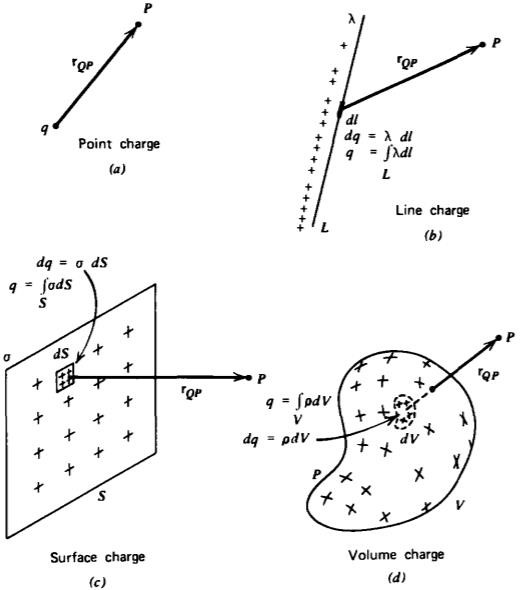 P
r_QP
q
Point charge
(a)
λ
P
r_QP
dl
dq = λ dl
q = ∫λdl
L
L
Line charge
(b)
dq = σ dS
q = ∫σdS
S
σ
dS
r_QP
P
S
Surface charge
(c)
P
r_QP
q = ∫ρdV
V
dq = ρdV
dV
P
V
Volume charge
(d)